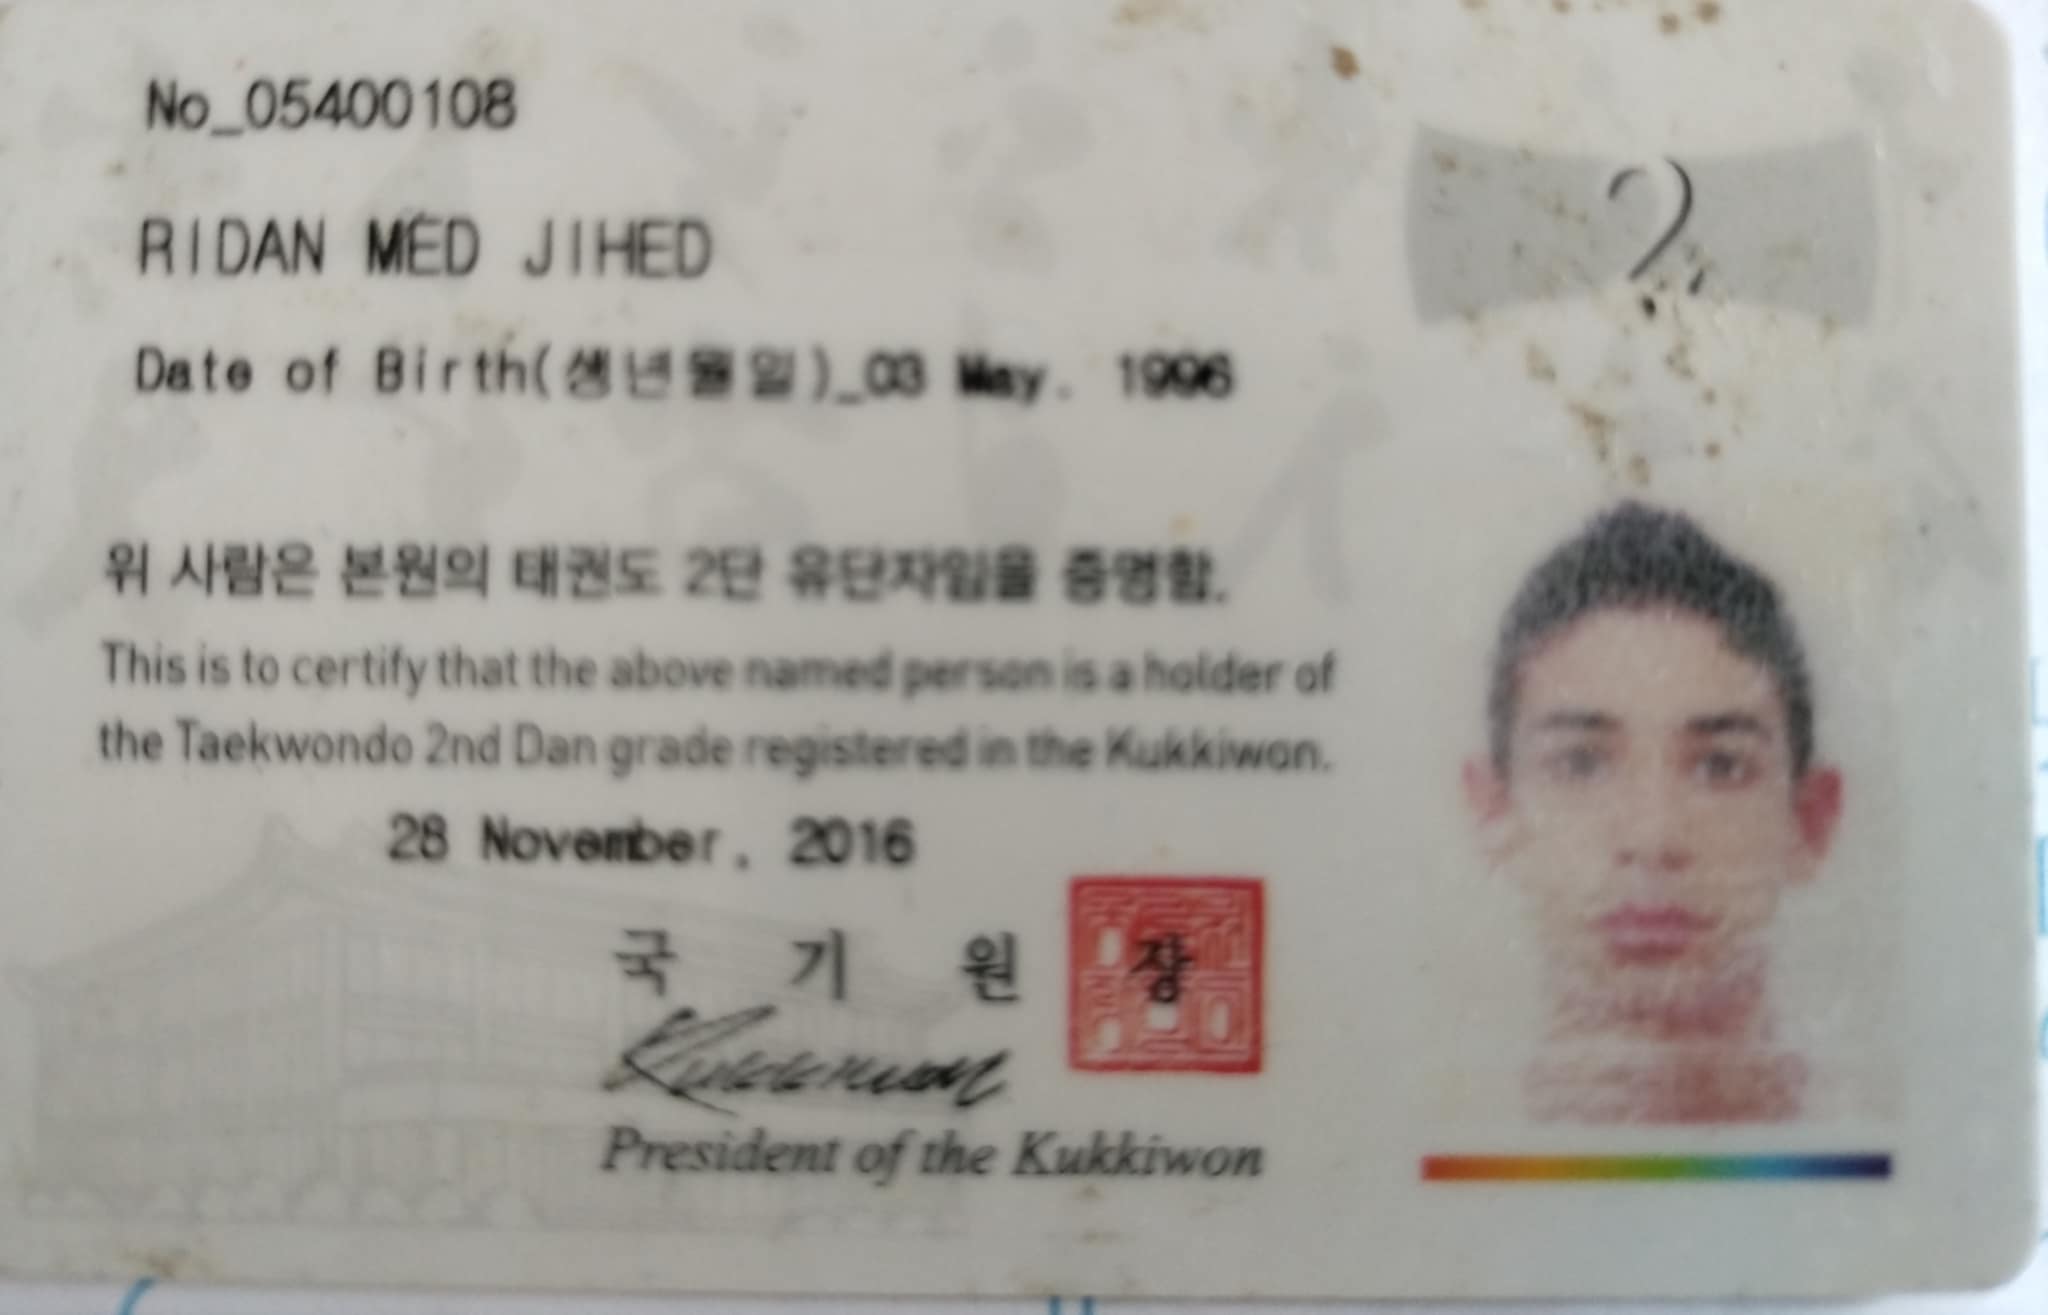 No_05400108
RIDAN MED JIHED
Date of Birth(생년월일)_03 May. 1996
위 사람은 본원의 태권도 2단 유단자임을 증명함.
This is to certify that the above named person is a holder of
the Taekwondo 2nd Dan grade registered in the Kukkiwon.
28 November, 2016
국 기 원 장
Kukkiwon
President of the Kukkiwon